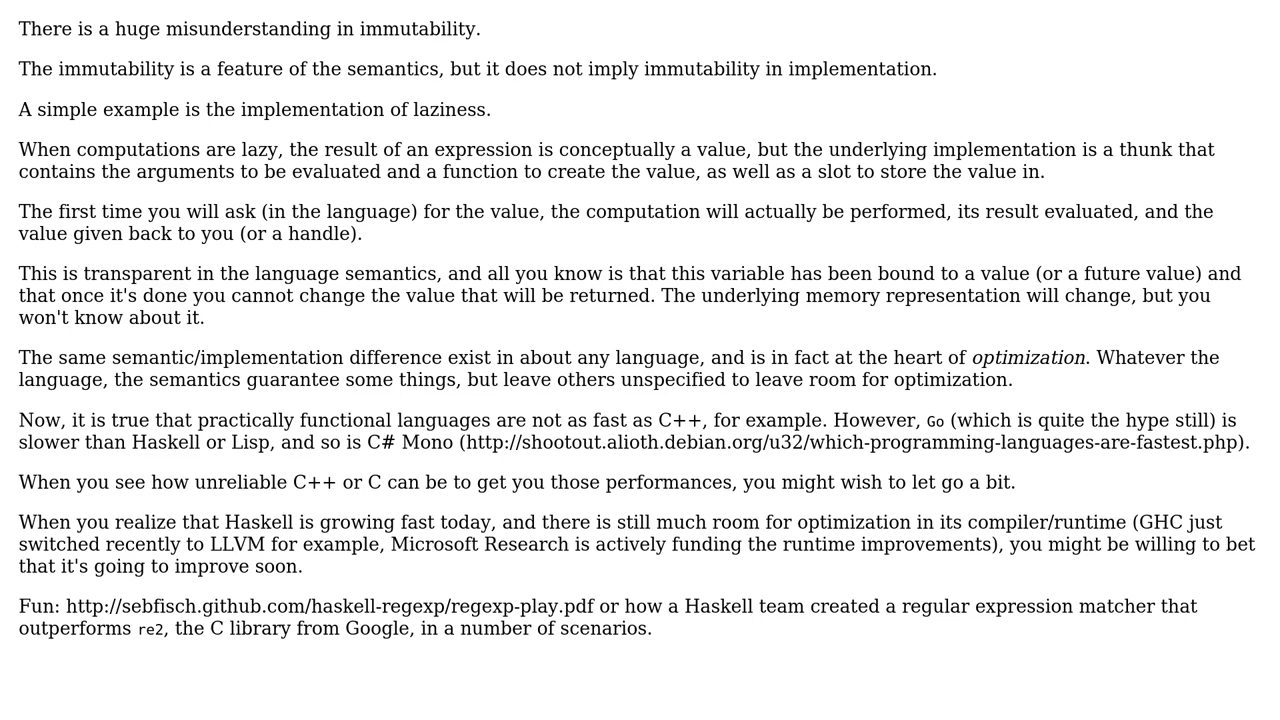 There is a huge misunderstanding in immutability.
The immutability is a feature of the semantics, but it does not imply immutability in implementation.
A simple example is the implementation of laziness.
When computations are lazy, the result of an expression is conceptually a value, but the underlying implementation is a thunk that
contains the arguments to be evaluated and a function to create the value, as well as a slot to store the value in.
The first time you will ask (in the language) for the value, the computation will actually be performed, its result evaluated, and the
value given back to you (or a handle).
This is transparent in the language semantics, and all you know is that this variable has been bound to a value (or a future value) and
that once it's done you cannot change the value that will be returned. The underlying memory representation will change, but you
won't know about it.
The same semantic/implementation difference exist in about any language, and is in fact at the heart of optimization. Whatever the
language, the semantics guarantee some things, but leave others unspecified to leave room for optimization.
Now, it is true that practically functional languages are not as fast as C++, for example. However, Go (which is quite the hype still) is
slower than Haskell or Lisp, and so is C# Mono (http://shootout.alioth.debian.org/u32/which-programming-languages-are-fastest.php).
When you see how unreliable C++ or C can be to get you those performances, you might wish to let go a bit.
When you realize that Haskell is growing fast today, and there is still much room for optimization in its compiler/runtime (GHC just
switched recently to LLVM for example, Microsoft Research is actively funding the runtime improvements), you might be willing to bet
that it's going to improve soon.
Fun: http://sebfisch.github.com/haskell-regexp/regexp-play.pdf or how a Haskell team created a regular expression matcher that
outperforms re2, the C library from Google, in a number of scenarios.